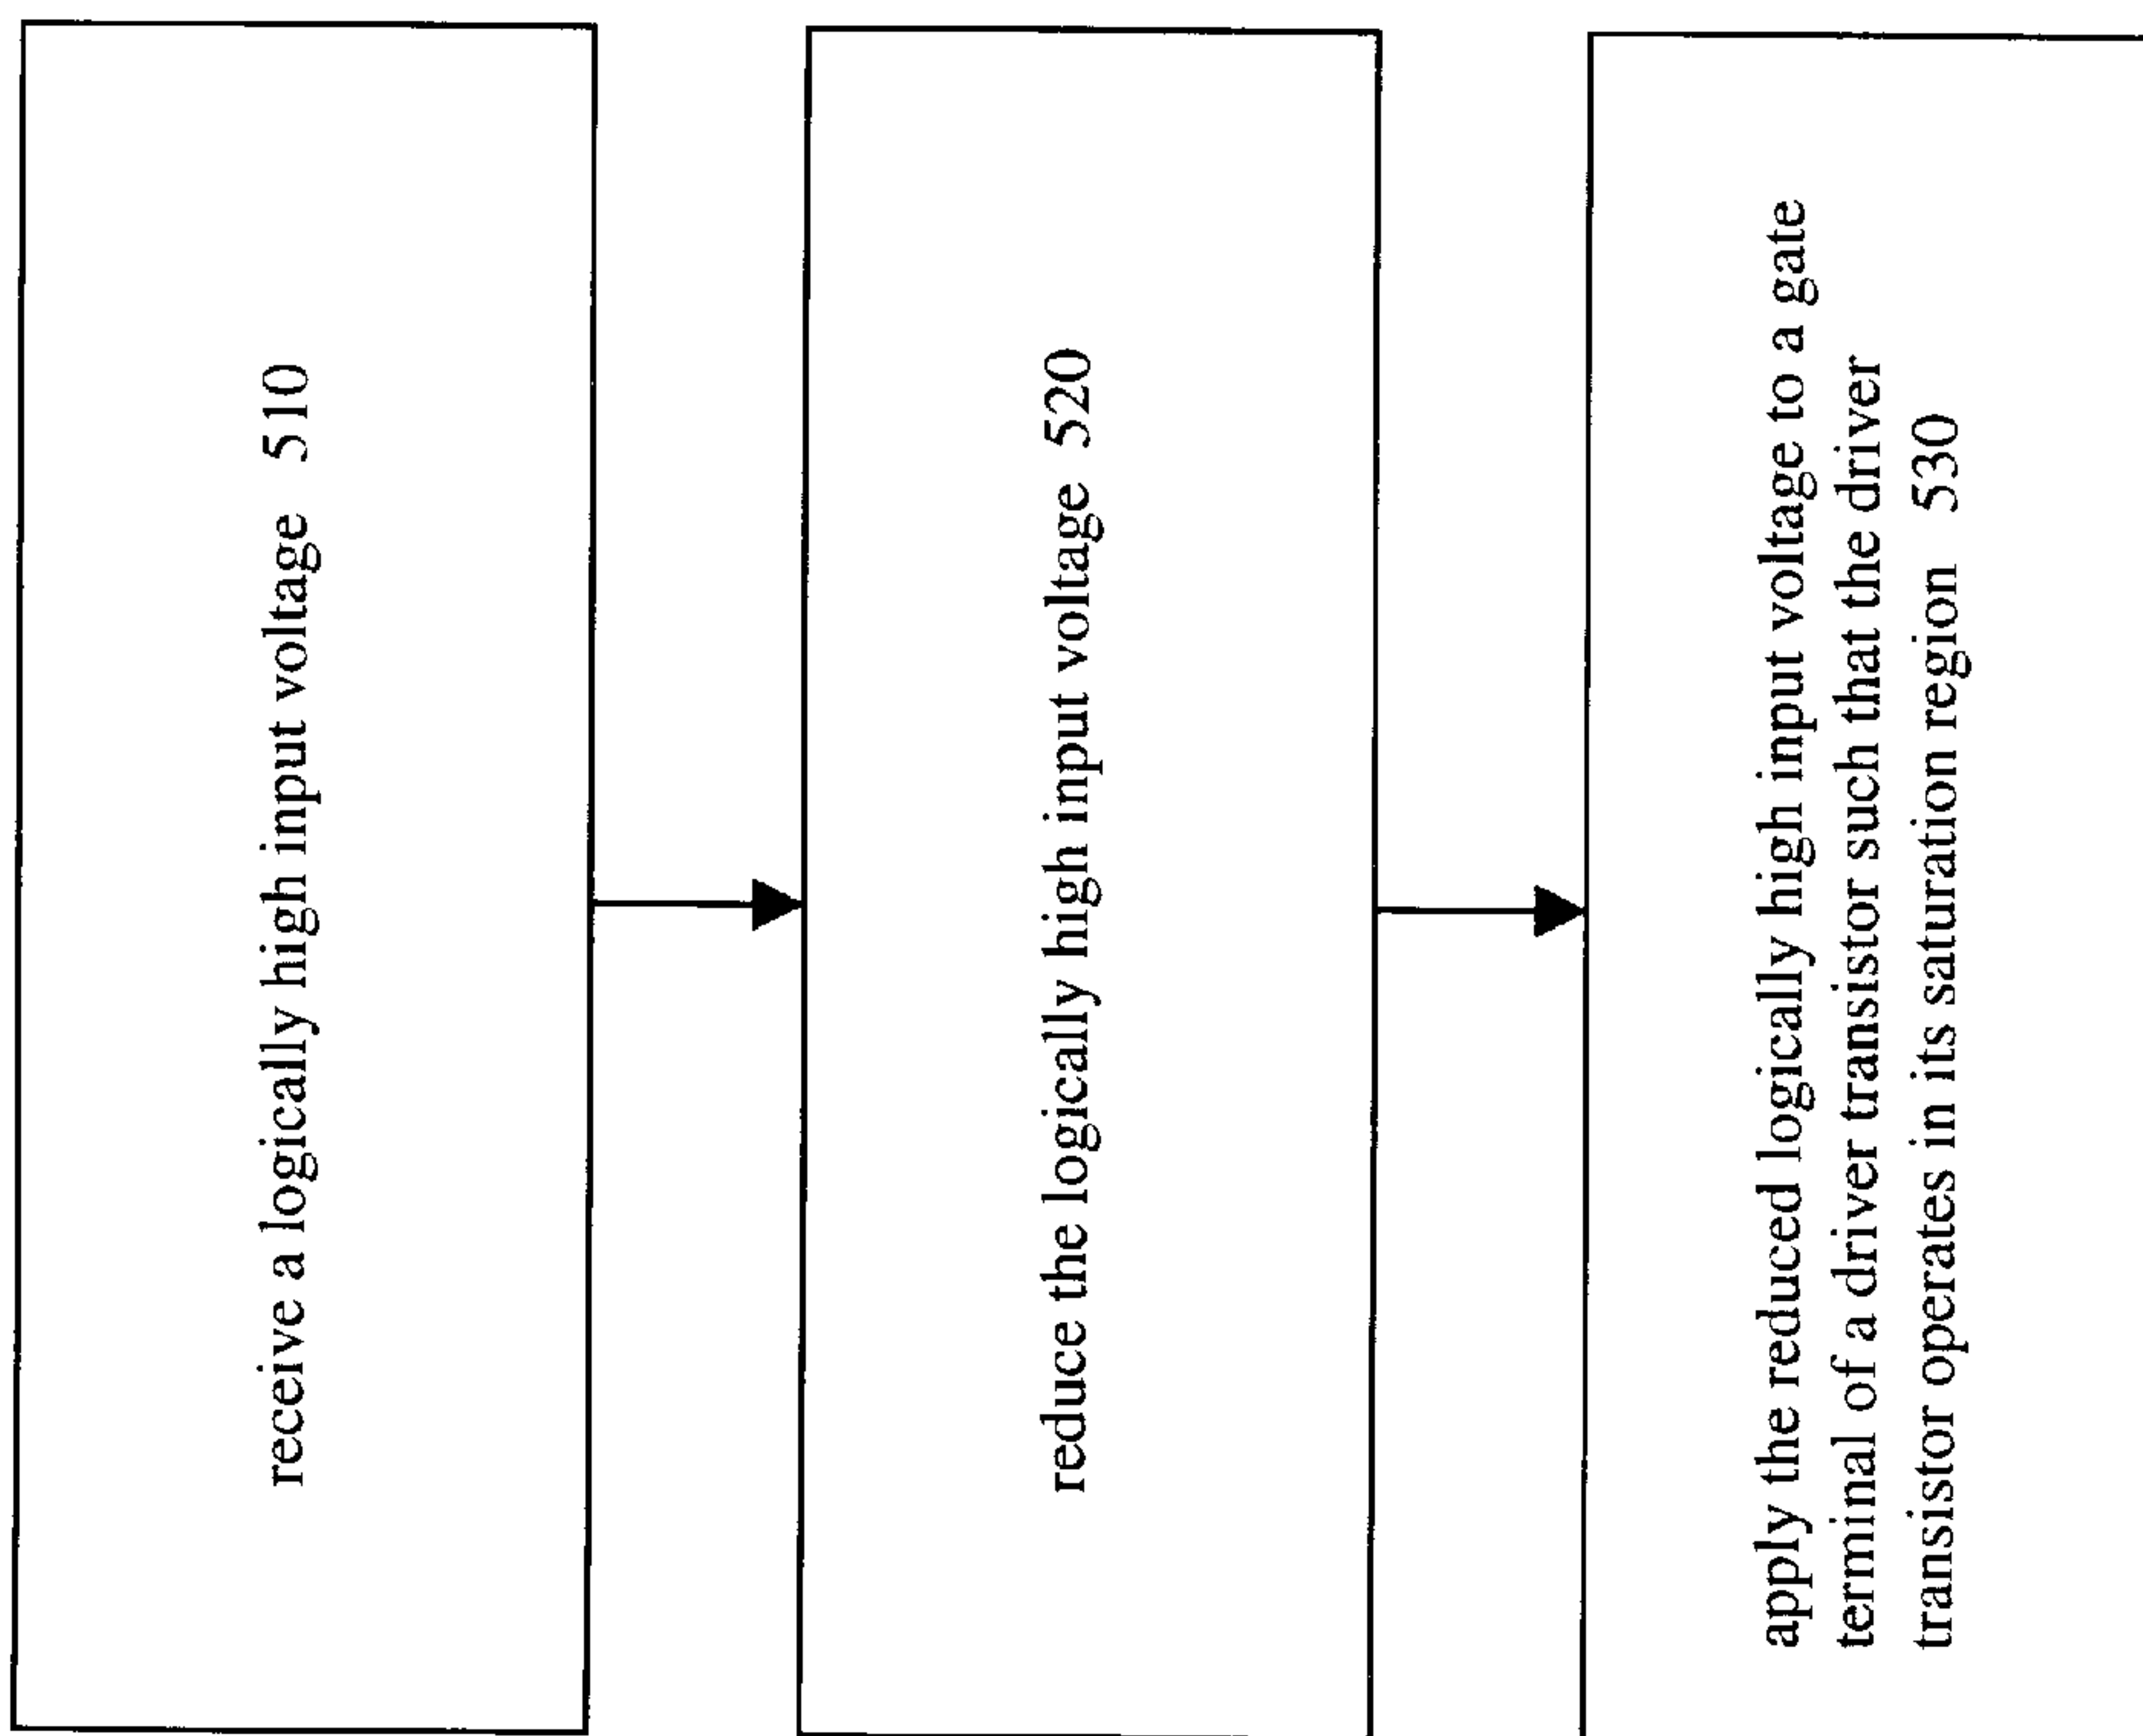 receive a logically high input voltage 510
reduce the logically high input voltage 520
apply the reduced logically high input voltage to a gate
terminal of a driver transistor such that the driver
transistor operates in its saturation region 530